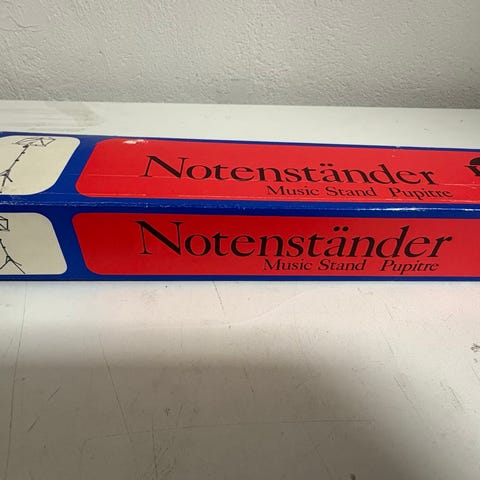 Notenständer
Music Stand Pupitre
Notenständer
Music Stand Pupitre